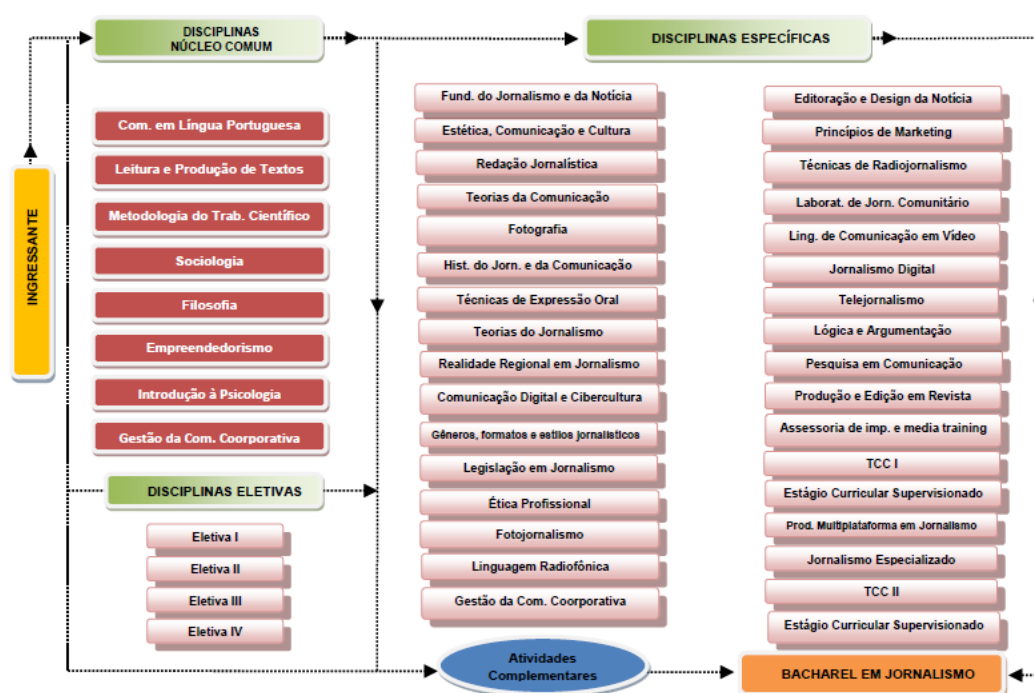 DISCIPLINAS
NÚCLEO COMUM
DISCIPLINAS ESPECÍFICAS
INGRESSANTE
Com. em Língua Portuguesa
Leitura e Produção de Textos
Metodologia do Trab. Científico
Sociologia
Filosofia
Empreendedorismo
Introdução à Psicologia
Gestão da Com. Coorporativa
DISCIPLINAS ELETIVAS
Eletiva I
Eletiva II
Eletiva III
Eletiva IV
Fund. do Jornalismo e da Notícia
Estética, Comunicação e Cultura
Redação Jornalística
Teorias da Comunicação
Fotografia
Hist. do Jorn. e da Comunicação
Técnicas de Expressão Oral
Teorias do Jornalismo
Realidade Regional em Jornalismo
Comunicação Digital e Cibercultura
Gêneros, formatos e estilos jornalísticos
Legislação em Jornalismo
Ética Profissional
Fotojornalismo
Linguagem Radiofônica
Gestão da Com. Coorporativa
Editoração e Design da Notícia
Princípios de Marketing
Técnicas de Radiojornalismo
Laborat. de Jorn. Comunitário
Ling. de Comunicação em Vídeo
Jornalismo Digital
Telejornalismo
Lógica e Argumentação
Pesquisa em Comunicação
Produção e Edição em Revista
Assessoria de imp. e media training
TCC I
Estágio Curricular Supervisionado
Prod. Multiplataforma em Jornalismo
Jornalismo Especializado
TCC II
Estágio Curricular Supervisionado
Atividades
Complementares
BACHAREL EM JORNALISMO